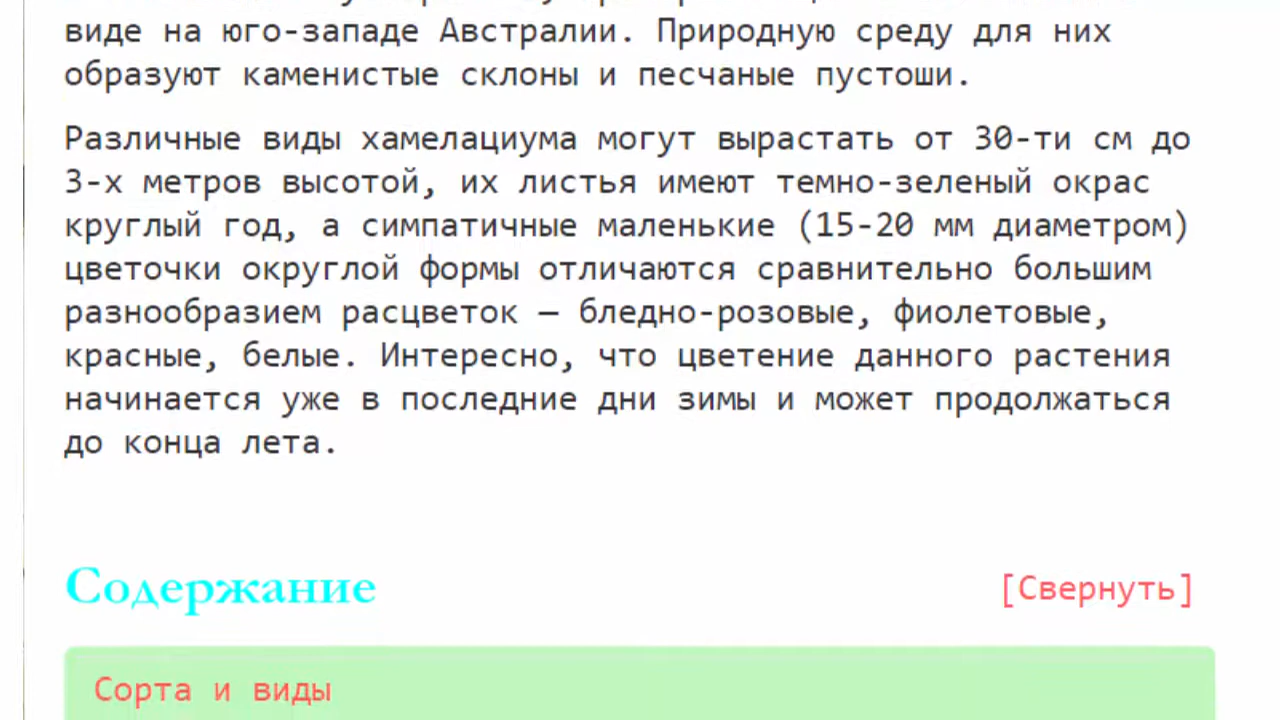 виде на юго-западе Австралии. Природную среду для них
образуют каменистые склоны и песчаные пустоши.
Различные виды хамелациума могут вырастать от 30-ти см до
3-х метров высотой, их листья имеют темно-зеленый окрас
круглый год, а симпатичные маленькие (15-20 мм диаметром)
цветочки округлой формы отличаются сравнительно большим
разнообразием расцветок — бледно-розовые, фиолетовые,
красные, белые. Интересно, что цветение данного растения
начинается уже в последние дни зимы и может продолжаться
до конца лета.
Содержание [Свернуть]
Сорта и виды